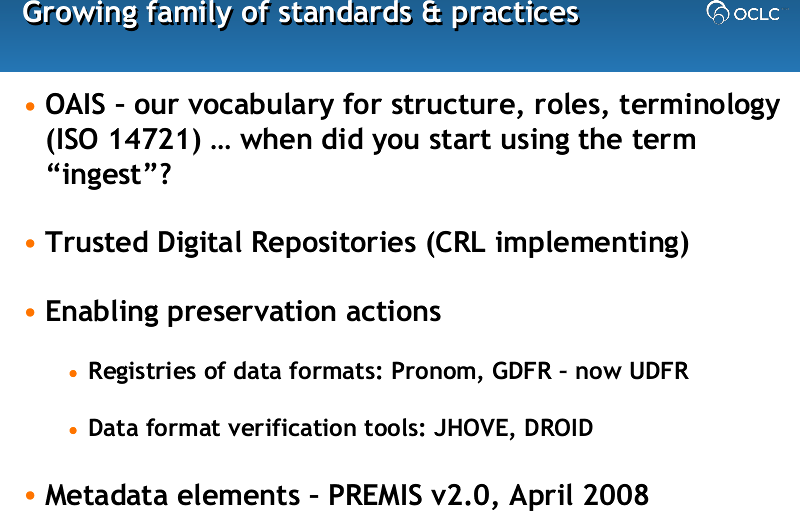 Growing family of standards & practices
OCLC
• OAIS – our vocabulary for structure, roles, terminology
(ISO 14721) … when did you start using the term
“ingest”?
• Trusted Digital Repositories (CRL implementing)
• Enabling preservation actions
• Registries of data formats: Pronom, GDFR – now UDFR
• Data format verification tools: JHOVE, DROID
• Metadata elements – PREMIS v2.0, April 2008